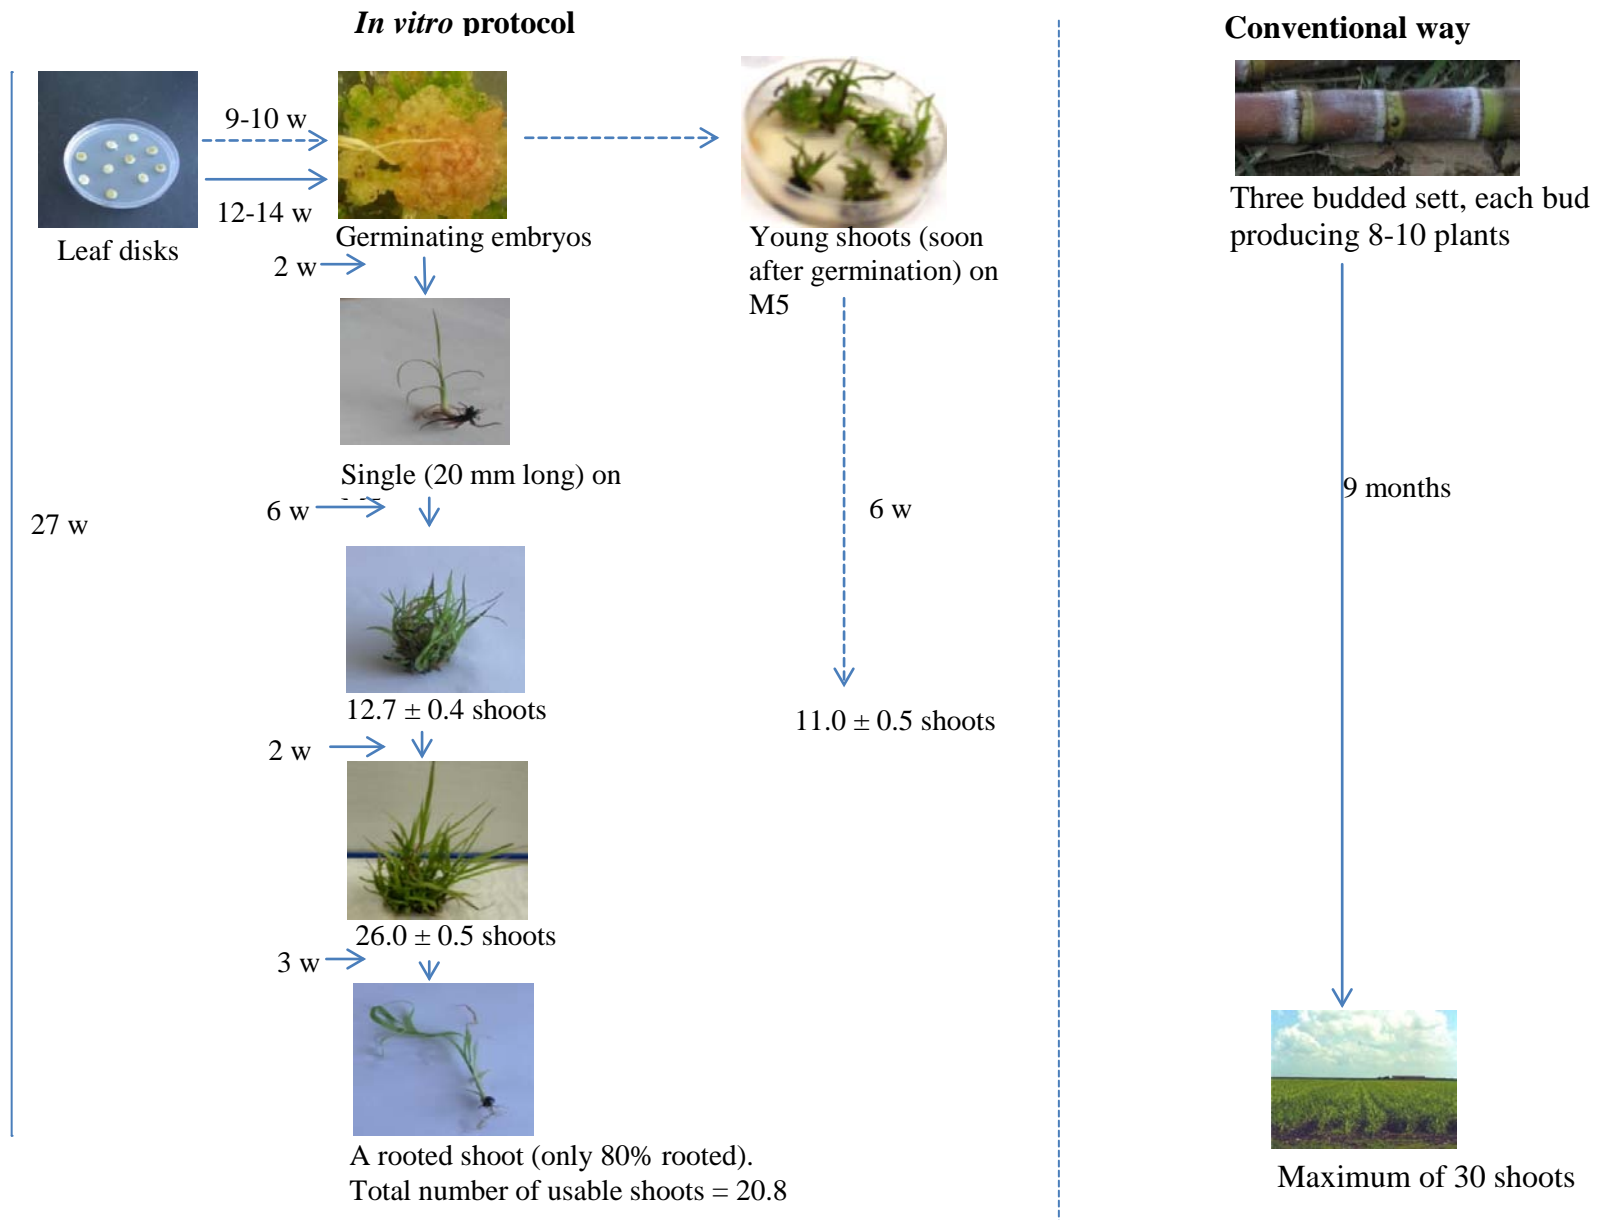 In vitro protocol
9-10 w
12-14 w
Leaf disks
Germinating embryos
Young shoots (soon
after germination) on
M5
2 w
Single (20 mm long) on
6 w
27 w
6 w
12.7 ± 0.4 shoots
11.0 ± 0.5 shoots
2 w
26.0 ± 0.5 shoots
3 w
A rooted shoot (only 80% rooted).
Total number of usable shoots = 20.8
Conventional way
Three budded sett, each bud
producing 8-10 plants
9 months
Maximum of 30 shoots